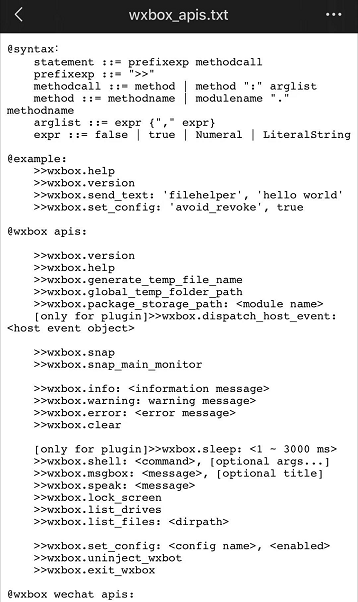 wxbox_apis.txt
@syntax:
statement ::= prefixexp methodcall
prefixexp ::= ">>"
methodcall ::= method | method ":" arglist
method ::= methodname | modulename "."
methodname
arglist ::= expr {"," expr}
expr ::= false | true | Numeral | LiteralString
@example:
>>wxbox.help
>>wxbox.version
>>wxbox.send_text: 'filehelper', 'hello world'
>>wxbox.set_config: 'avoid_revoke', true
@wxbox apis:
>>wxbox.version
>>wxbox.help
>>wxbox.generate_temp_file_name
>>wxbox.global_temp_folder_path
>>wxbox.package_storage_path: <module name>
[only for plugin]>>wxbox.dispatch_host_event:
<host event object>
>>wxbox.snap
>>wxbox.snap_main_monitor
>>wxbox.info: <information message>
>>wxbox.warning: warning message>
>>wxbox.error: <error message>
>>wxbox.clear
[only for plugin]>>wxbox.sleep: <1 ~ 3000 ms>
>>wxbox.shell: <command>, [optional args...]
>>wxbox.msgbox: <message>, [optional title]
>>wxbox.speak: <message>
>>wxbox.lock_screen
>>wxbox.list_drives
>>wxbox.list_files: <dirpath>
>>wxbox.set_config: <config name>, <enabled>
>>wxbox.uninject_wxbot
>>wxbox.exit_wxbox
@wxbox wechat apis: